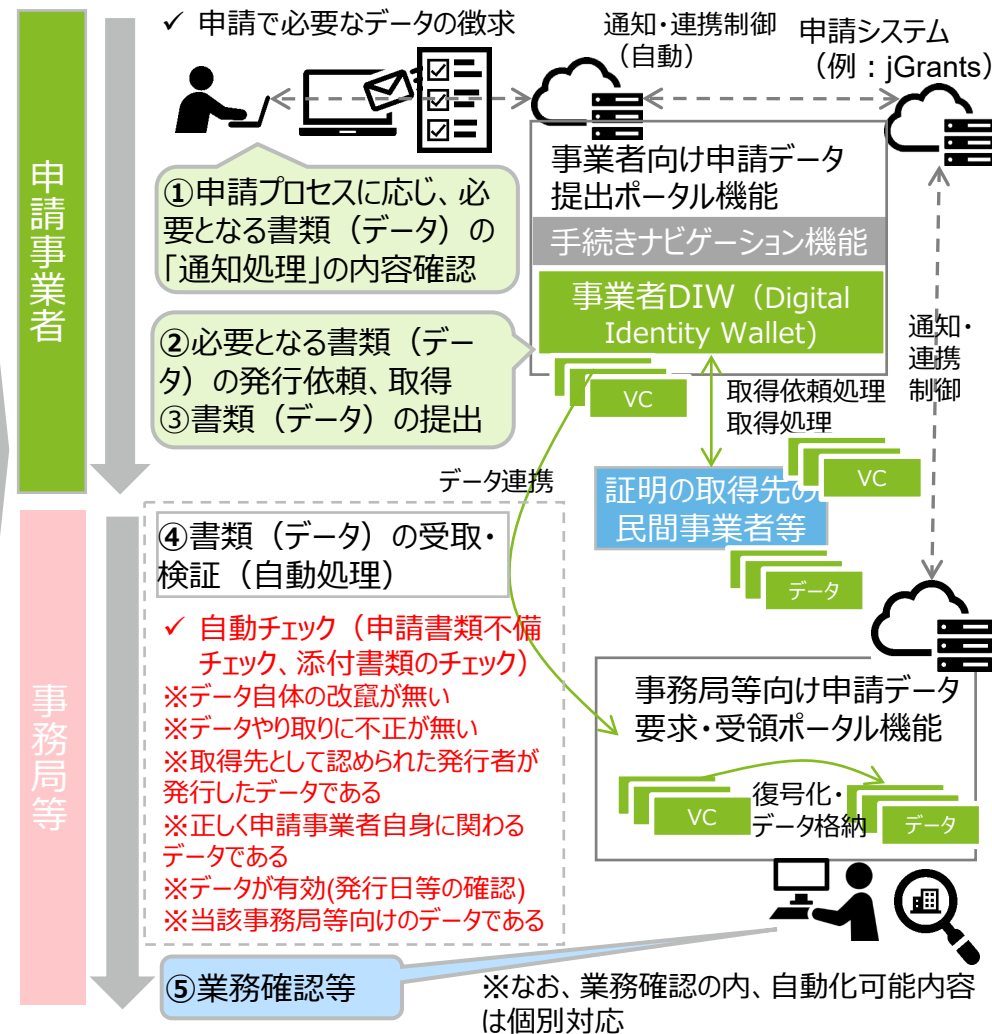 ✓ 申請で必要なデータの徴求
通知・連携制御
（自動）
申請システム
（例：jGrants）
申請事業者
①申請プロセスに応じ、必
要となる書類（データ）の
「通知処理」の内容確認
事業者向け申請データ
提出ポータル機能
手続きナビゲーション機能
事業者DIW（Digital
Identity Wallet)
②必要となる書類（デー
タ）の発行依頼、取得
③書類（データ）の提出
VC
取得依頼処理
取得処理
通知・
連携
制御
データ連携
VC
証明の取得先の
民間事業者等
データ
事務局等
④書類（データ）の受取・
検証（自動処理）
✓ 自動チェック（申請書類不備
チェック、添付書類のチェック）
※データ自体の改竄が無い
※データやり取りに不正が無い
※取得先として認められた発行者が
発行したデータである
※正しく申請事業者自身に関わる
データである
※データが有効(発行日等の確認)
※当該事務局等向けのデータである
事務局等向け申請データ
要求・受領ポータル機能
VC
復号化・
データ格納
データ
⑤業務確認等
※なお、業務確認の内、自動化可能内容
は個別対応